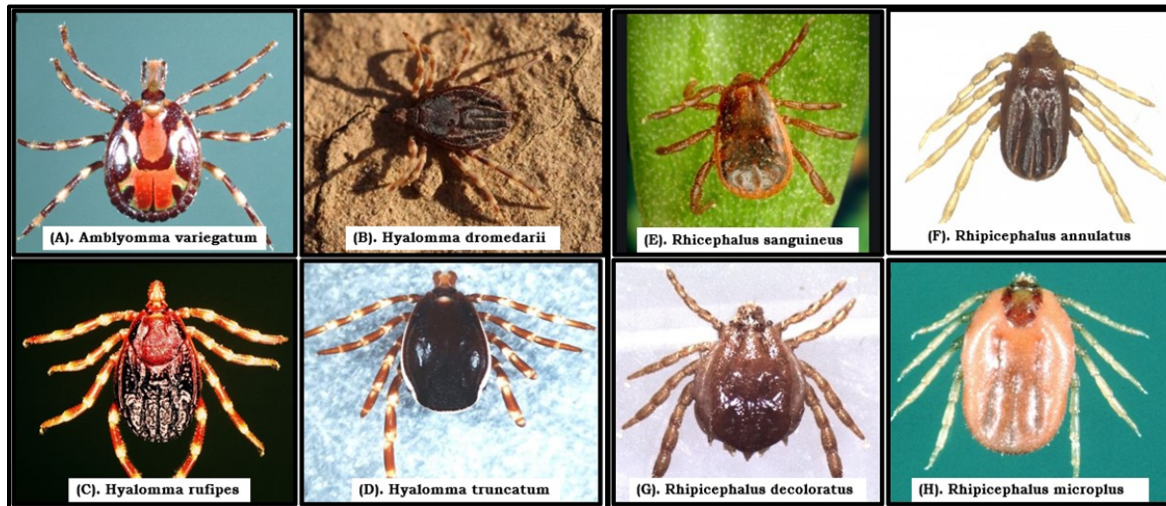 (A). Amblyomma variegatum
(B). Hyalomma dromedarii
(E). Rhicephalus sanguineus
(F). Rhipicephalus annulatus
(C). Hyalomma rufipes
(D). Hyalomma truncatum
(G). Rhipicephalus decoloratus
(H). Rhipicephalus microplus